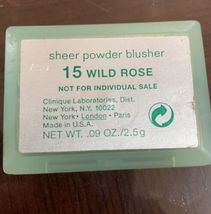 sheer powder blusher
15 WILD ROSE
NOT FOR INDIVIDUAL SALE
Clinique Laboratories, Dist.
New York, N.Y. 10022
New York • London • Paris
Made in U.S.A.
NET WT. .09 OZ./2.5g